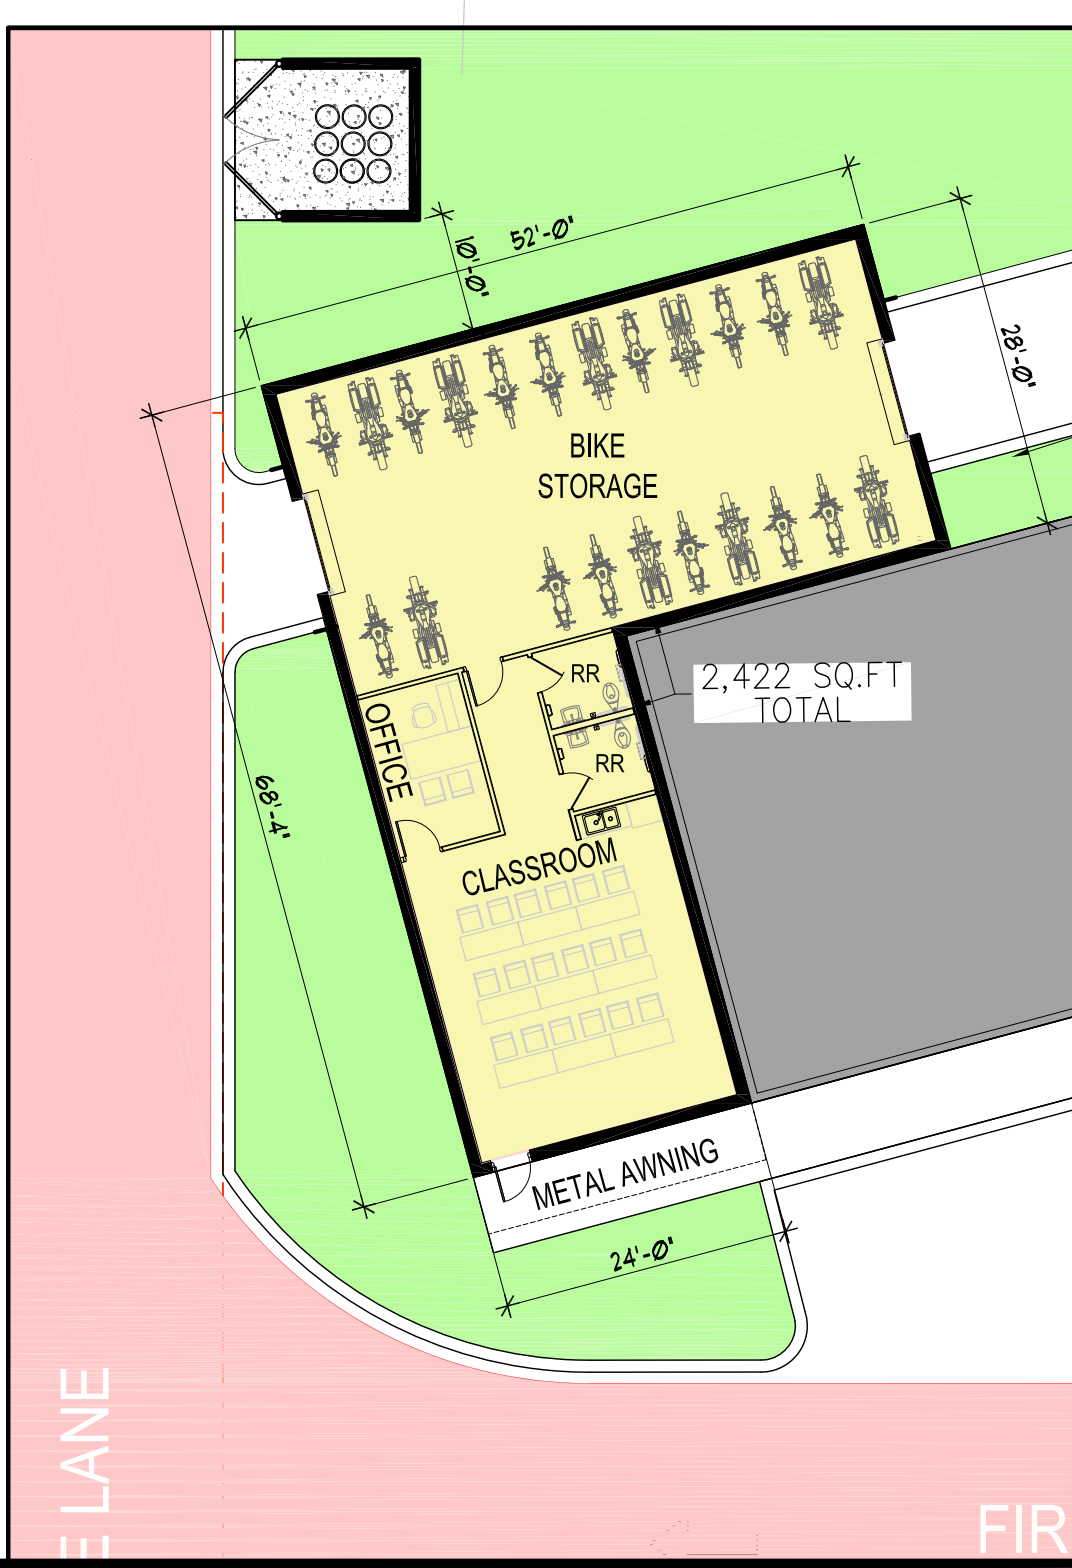 52'-0"
10'-0"
28'-0"
BIKE
STORAGE
RR
2,422 SQ.FT
TOTAL
OFFICE
RR
68'-4"
CLASSROOM
METAL AWNING
24'-0"
E LANE
FIR